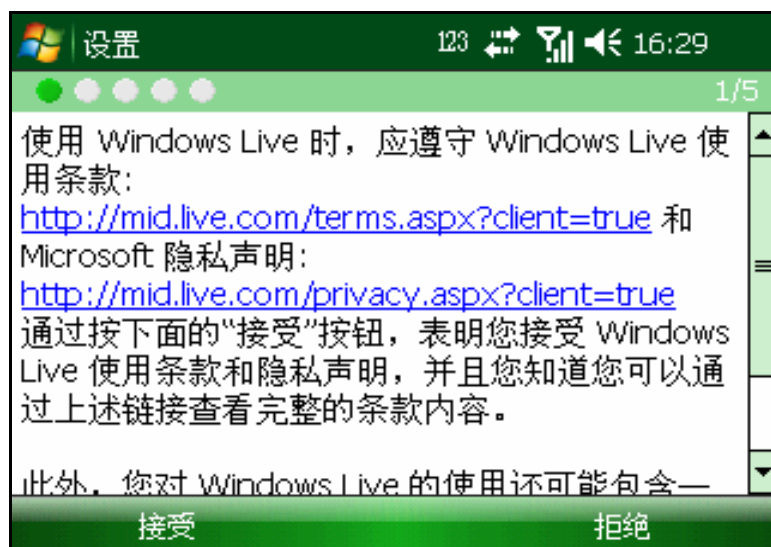 设置 123 16:29
1/5
使用 Windows Live 时，应遵守 Windows Live 使
用条款:
http://mid.live.com/terms.aspx?client=true 和
Microsoft 隐私声明:
http://mid.live.com/privacy.aspx?client=true
通过按下面的“接受”按钮，表明您接受 Windows
Live 使用条款和隐私声明，并且您知道您可以通
过上述链接查看完整的条款内容。
此外，您对 Windows Live 的使用还可能包含一
接受 拒绝